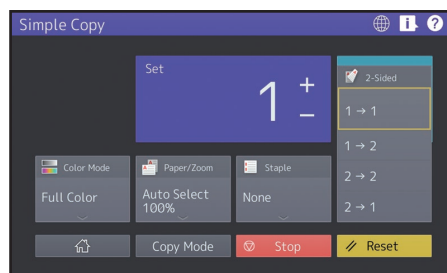 Simple Copy
i ?
Set
1 + −
2-Sided
1 → 1
1 → 2
2 → 2
2 → 1
Color Mode
Full Color
Paper/Zoom
Auto Select
100%
Staple
None
Copy Mode
Stop
Reset